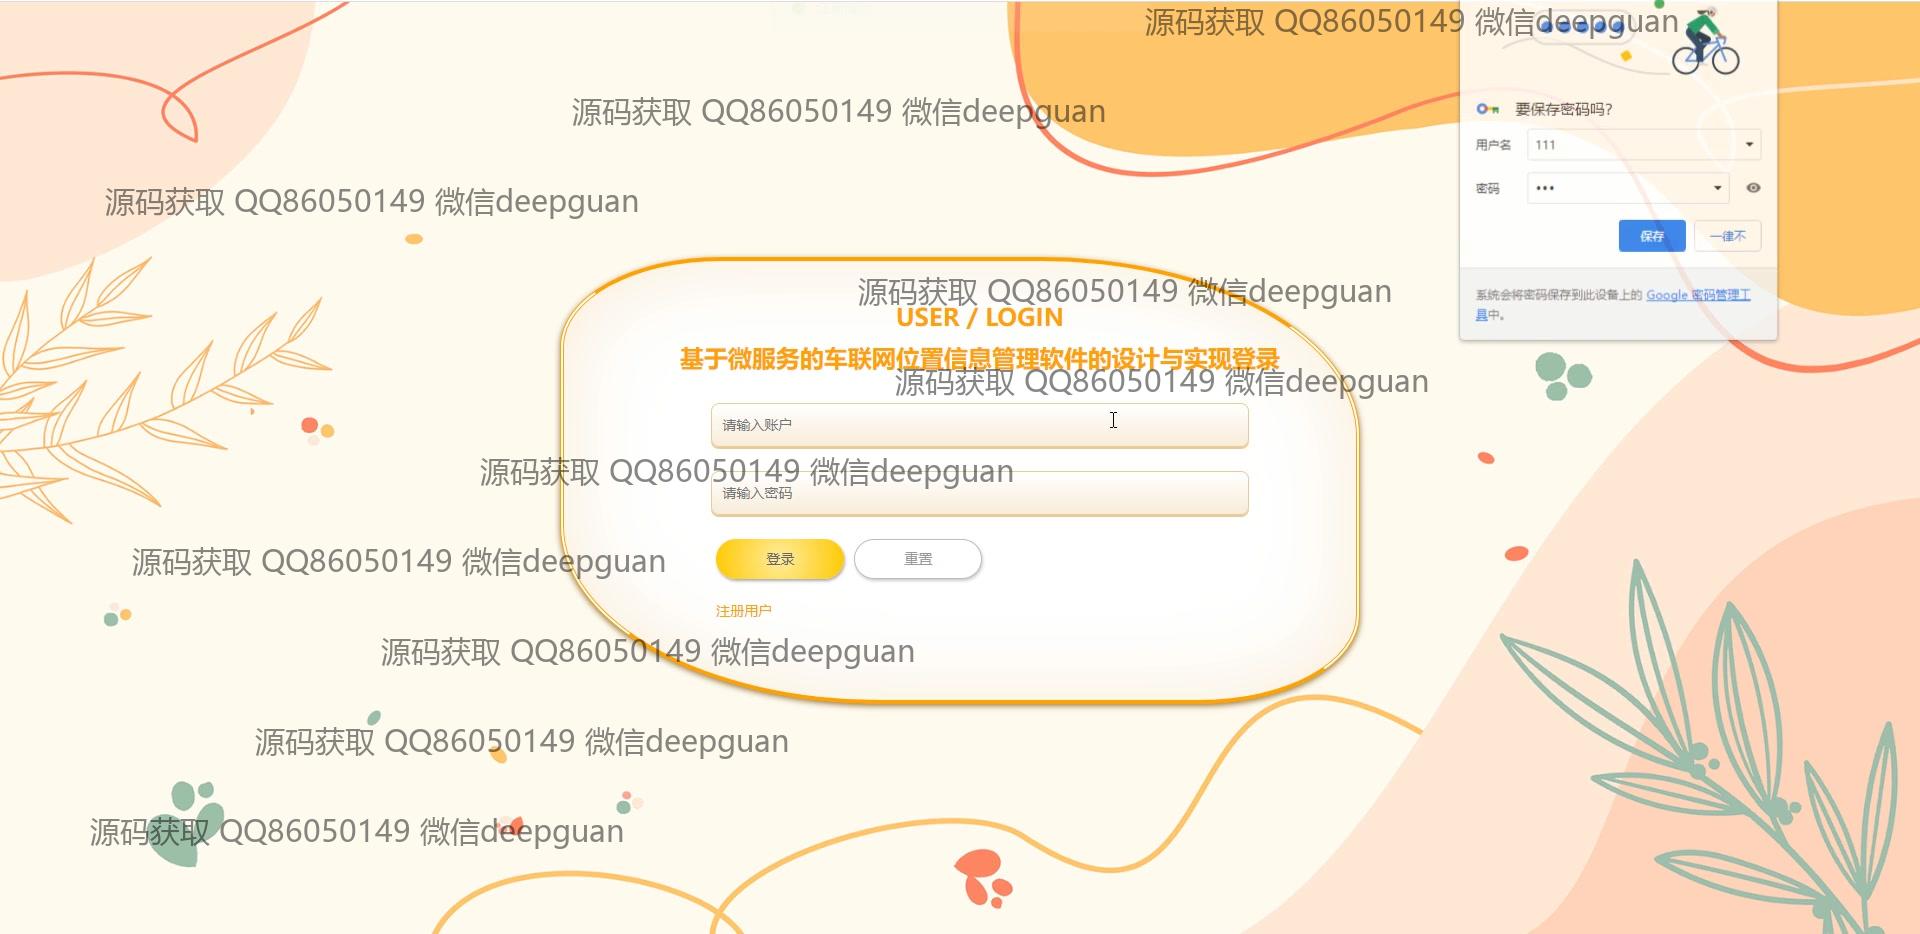 源码获取 QQ86050149 微信deepguan
源码获取 QQ86050149 微信deepguan
要保存密码吗?
用户名
111
密码
•••
保存
一律不
系统会将密码保存到此设备上的 Google 密码管理工
具中。
源码获取 QQ86050149 微信deepguan
源码获取 QQ86050149 微信deepguan
USER / LOGIN
基于微服务的车联网位置信息管理软件的设计与实现登录
源码获取 QQ86050149 微信deepguan
请输入账户
源码获取 QQ86050149 微信deepguan
请输入密码
源码获取 QQ86050149 微信deepguan
登录
重置
注册用户
源码获取 QQ86050149 微信deepguan
源码获取 QQ86050149 微信deepguan
源码获取 QQ86050149 微信deepguan